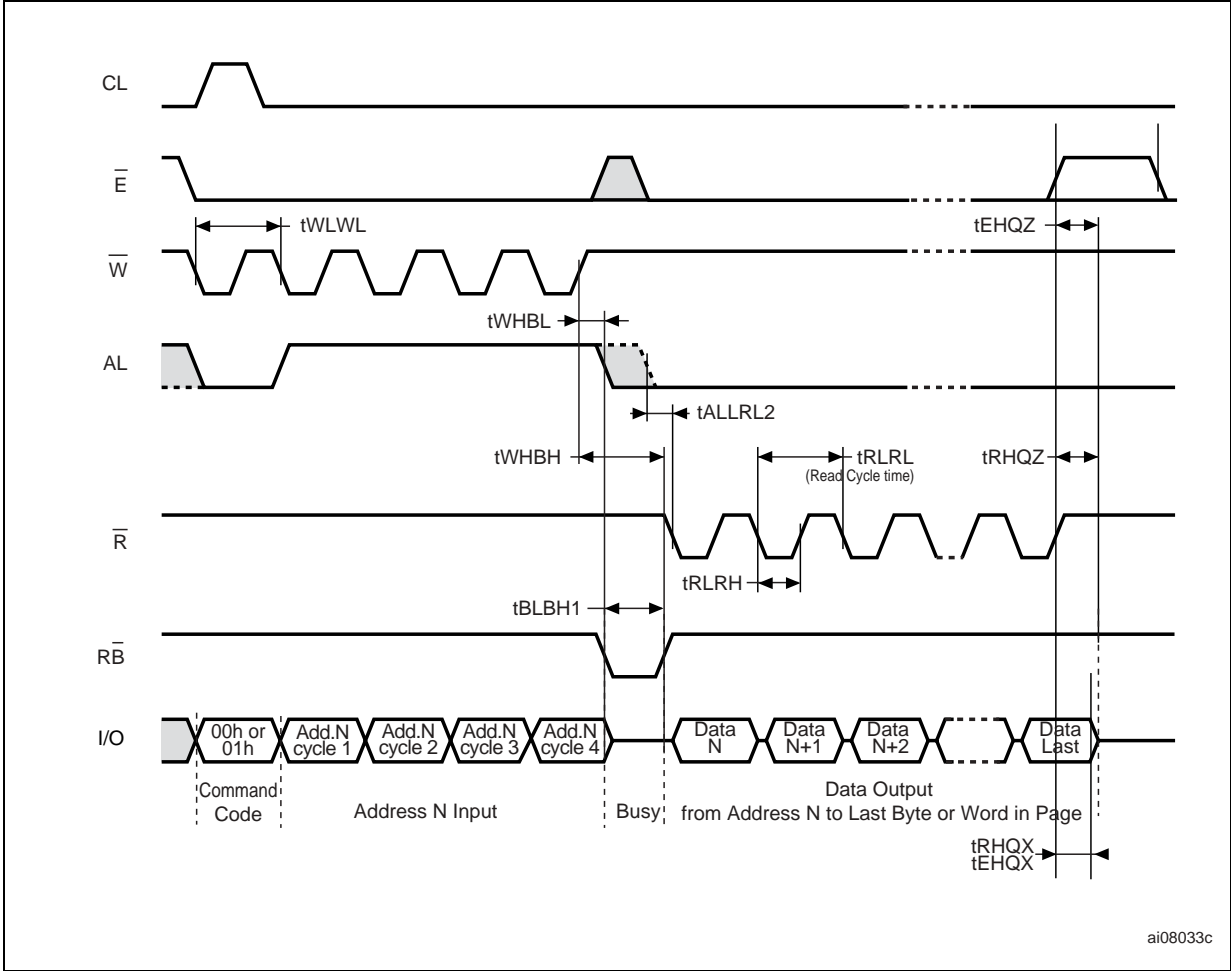 CL
E
tWLWL
tEHQZ
W
tWHBL
AL
tALLRL2
tWHBH
tRLRL
(Read Cycle time)
tRHQZ
R
tRLRH
tBLBH1
RB
I/O
00h or
01h
Add.N
cycle 1
Add.N
cycle 2
Add.N
cycle 3
Add.N
cycle 4
Data
N
Data
N+1
Data
N+2
Data
Last
Command
Code
Address N Input
Busy
Data Output
from Address N to Last Byte or Word in Page
tRHQX
tEHQX
ai08033c